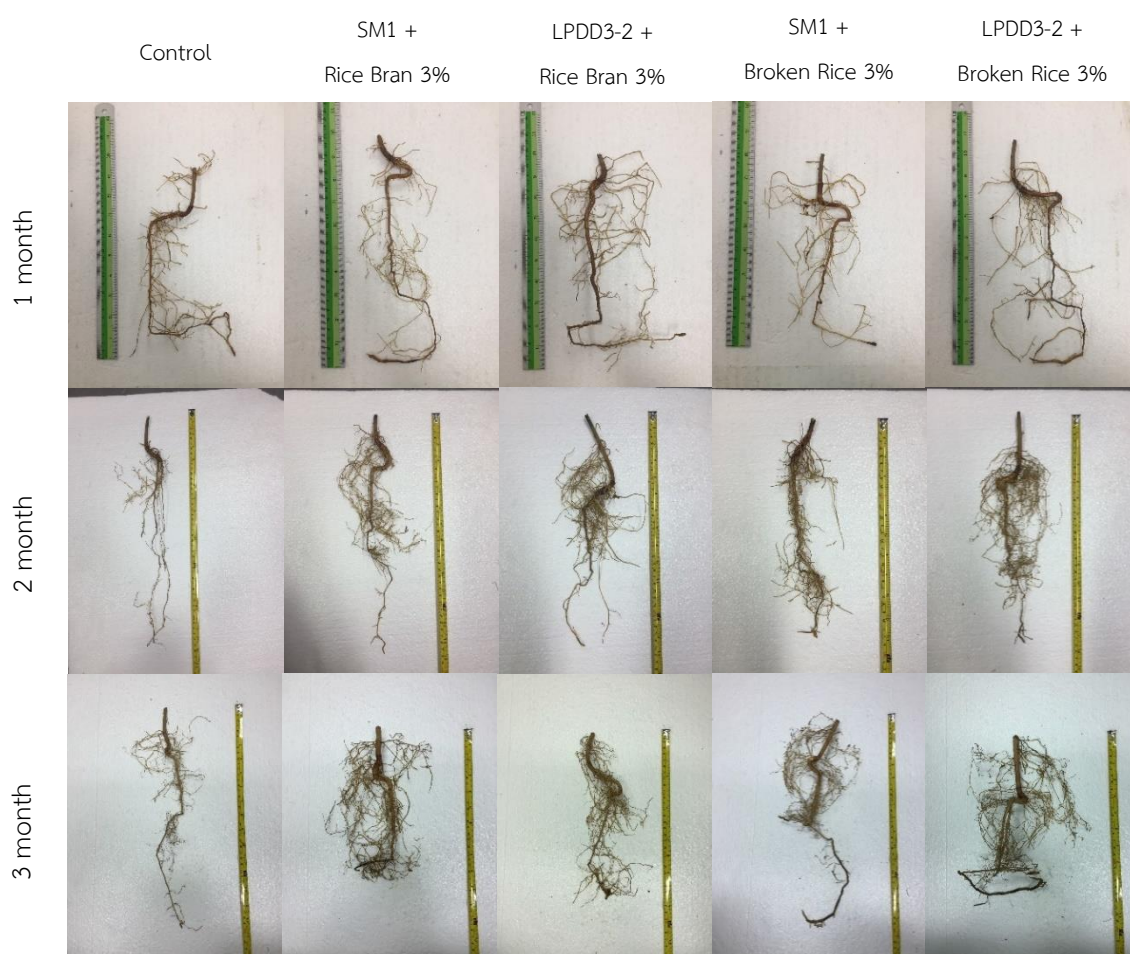 Control
SM1 +
Rice Bran 3%
LPDD3-2 +
Rice Bran 3%
SM1 +
Broken Rice 3%
LPDD3-2 +
Broken Rice 3%
1 month
2 month
3 month